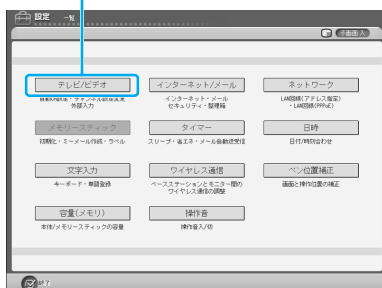 設定 一覧
子画面 入
テレビ/ビデオ
インターネット/メール
ネットワーク
外部入力
インターネット・メール
セキュリティ・整理箱
LAN回線(アドレス指定)
・LAN回線(PPPoE)
メモリースティック
タイマー
日時
初期化・ミーメール作成・ラベル
スリープ・省エネ・メール自動送受信
日付/時刻合わせ
文字入力
ワイヤレス通信
ペン位置補正
キーボード・単語登録
ベースステーションとモニター間の
ワイヤレス通信の調整
画面と操作位置の補正
容量(メモリ)
操作音
本体/メモリースティックの容量
操作音入/切
終了